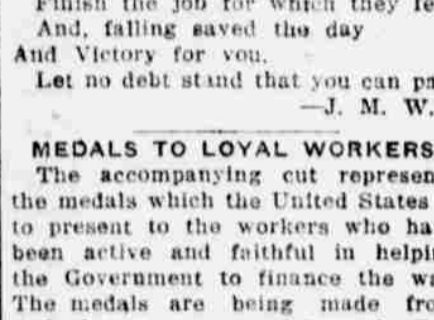 Finish the job for which they fe
And, falling saved the day
And Victory for you.
Let no debt stand that you can pa
—J. M. W.
MEDALS TO LOYAL WORKERS
The accompanying cut represen
the medals which the United States
to present to the workers who ha
been active and faithful in helpin
the Government to finance the wa
The medals are being made fro